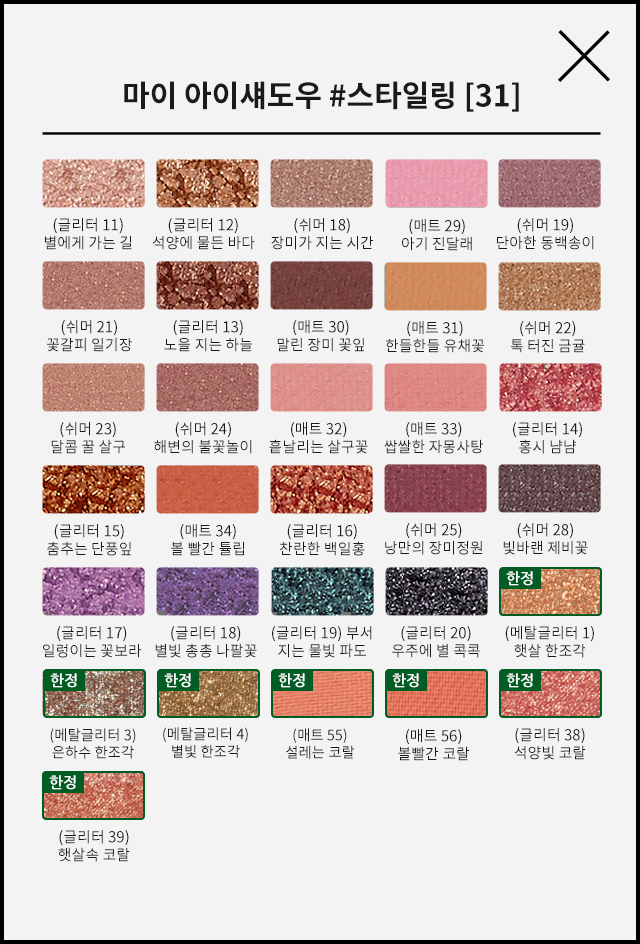 마이 아이섀도우 #스타일링 [31]
(글리터 11)
별에게 가는 길
(글리터 12)
석양에 물든 바다
(쉬머 18)
장미가 지는 시간
(매트 29)
아기 진달래
(쉬머 19)
단아한 동백송이
(쉬머 21)
꽃갈피 일기장
(글리터 13)
노을 지는 하늘
(매트 30)
말린 장미 꽃잎
(매트 31)
한들한들 유채꽃
(쉬머 22)
톡 터진 금귤
(쉬머 23)
달콤 꿀 살구
(쉬머 24)
해변의 불꽃놀이
(매트 32)
흩날리는 살구꽃
(매트 33)
쌉쌀한 자몽사탕
(글리터 14)
홍시 냠냠
(글리터 15)
춤추는 단풍잎
(매트 34)
볼 빨간 튤립
(글리터 16)
찬란한 백일홍
(쉬머 25)
낭만의 장미정원
(쉬머 28)
빛바랜 제비꽃
(글리터 17)
일렁이는 꽃보라
(글리터 18)
별빛 총총 나팔꽃
(글리터 19) 부서
지는 물빛 파도
(글리터 20)
우주에 별 콕콕
한정
(메탈글리터 1)
햇살 한조각
한정
(메탈글리터 3)
은하수 한조각
한정
(메탈글리터 4)
별빛 한조각
한정
(매트 55)
설레는 코랄
한정
(매트 56)
볼빨간 코랄
한정
(글리터 38)
석양빛 코랄
한정
(글리터 39)
햇살속 코랄